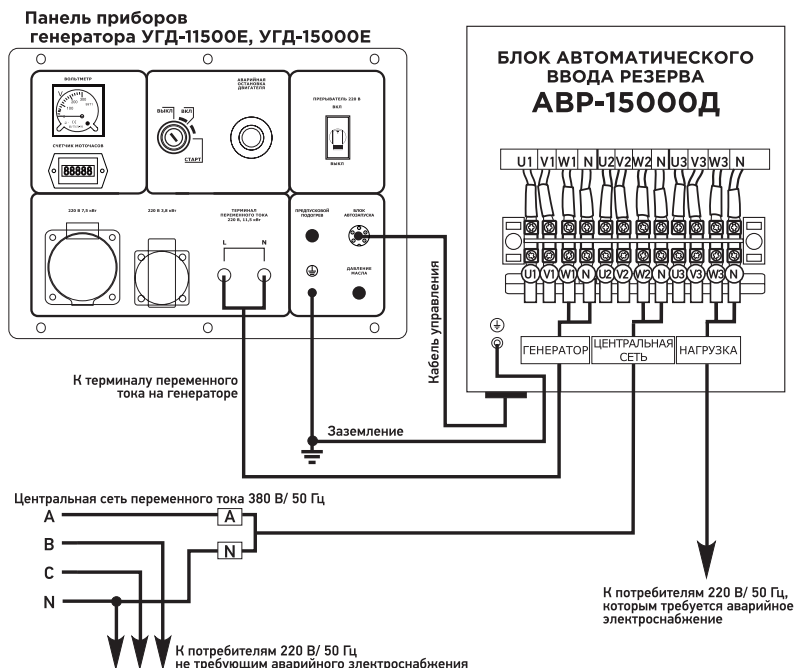 Панель приборов
генератора УГД-11500Е, УГД-15000Е
ВОЛЬТМЕТР
СЧЕТЧИК МОТОЧАСОВ
88888
ВЫКЛ
ВКЛ
СТАРТ
АВАРИЙНАЯ
ОСТАНОВКА
ДВИГАТЕЛЯ
ПРЕРЫВАТЕЛЬ 220 В
ВКЛ
ВЫКЛ
220 В 7,5 кВт
220 В 3,8 кВт
ТЕРМИНАЛ
ПЕРЕМЕННОГО ТОКА
220 В, 11,5 кВт
L N
ПРЕДПУСКОВОЙ
ПОДОГРЕВ
БЛОК
АВТОЗАПУСКА
ДАВЛЕНИЕ
МАСЛА
БЛОК АВТОМАТИЧЕСКОГО
ВВОДА РЕЗЕРВА
АВР-15000Д
U1 V1 W1 N U2 V2 W2 N U3 V3 W3 N
U1 V1 W1 N U2 V2 W2 N U3 V3 W3 N
ГЕНЕРАТОР
ЦЕНТРАЛЬНАЯ
СЕТЬ
НАГРУЗКА
Кабель управления
К терминалу переменного
тока на генераторе
Заземление
Центральная сеть переменного тока 380 В/ 50 Гц
A A
B
N
C
N
К потребителям 220 В/ 50 Гц,
которым требуется аварийное
электроснабжение
К потребителям 220 В/ 50 Гц
не требующим аварийного электроснабжения